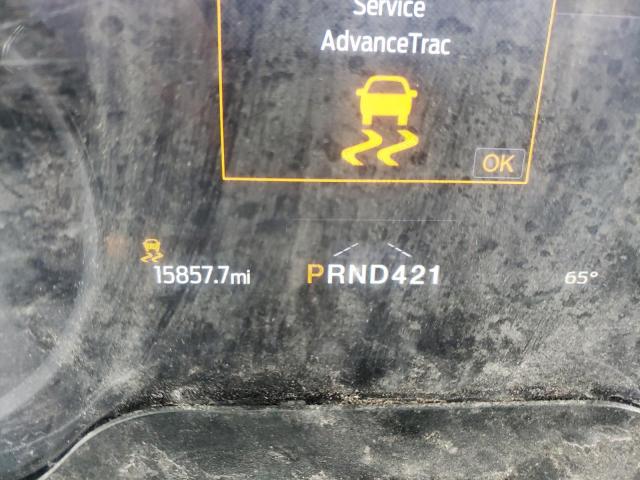 Service
AdvanceTrac
OK
15857.7mi
PRND421
65°